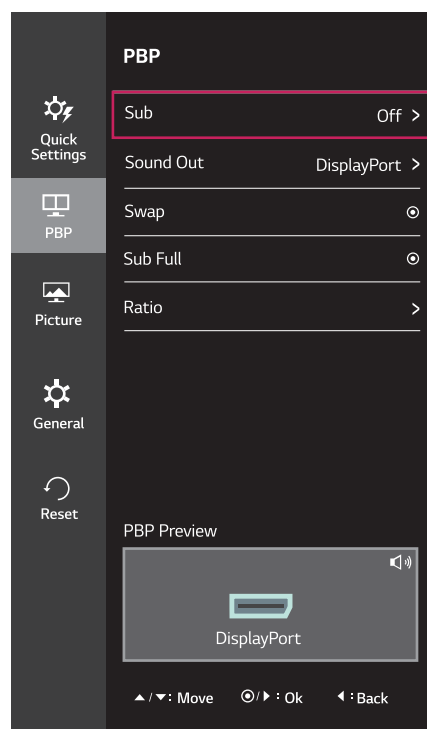 PBP
Quick
Settings
PBP
Picture
General
Reset
Sub Off >
Sound Out DisplayPort >
Swap
Sub Full
Ratio >
PBP Preview
DisplayPort
▲/▼: Move ◉/▶ : Ok ◀ : Back